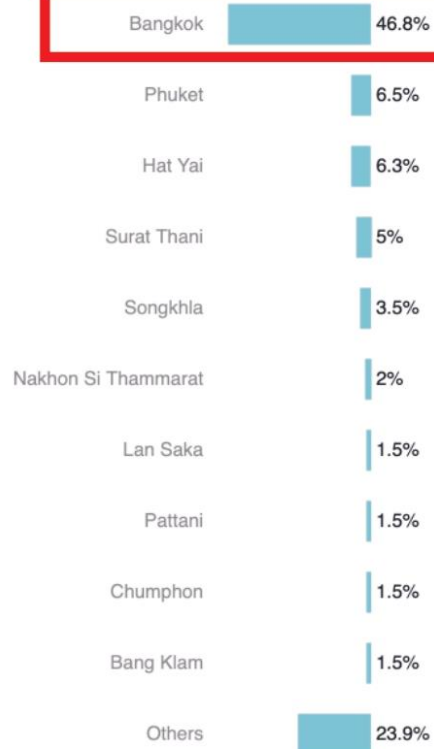 Bangkok 46.8%
Phuket 6.5%
Hat Yai 6.3%
Surat Thani 5%
Songkhla 3.5%
Nakhon Si Thammarat 2%
Lan Saka 1.5%
Pattani 1.5%
Chumphon 1.5%
Bang Klam 1.5%
Others 23.9%